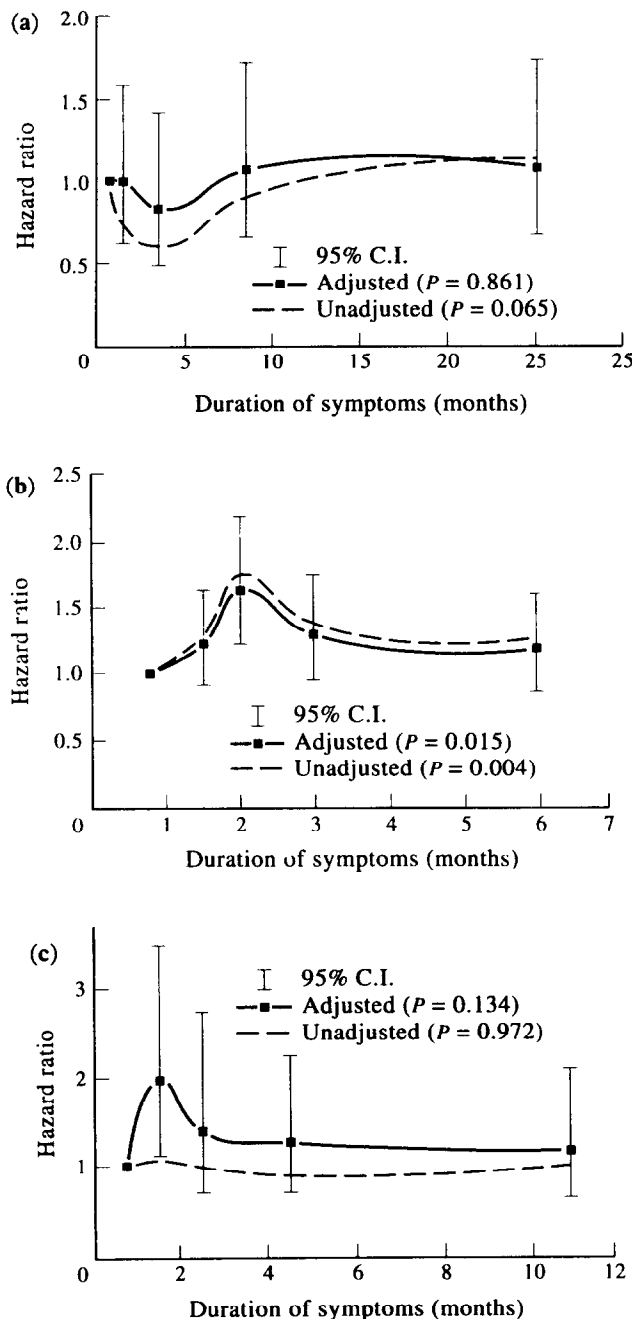 (a)
2.0
1.5
1.0
0.5
0
Hazard ratio
95% C.I.
Adjusted (P = 0.861)
Unadjusted (P = 0.065)
5 10 15 20 25 25
Duration of symptoms (months)
(b)
2.5
2.0
1.5
1.0
0.5
0
Hazard ratio
95% C.I.
Adjusted (P = 0.015)
Unadjusted (P = 0.004)
1 2 3 4 5 6 7
Duration of symptoms (months)
(c)
3
2
1
0
Hazard ratio
95% C.I.
Adjusted (P = 0.134)
Unadjusted (P = 0.972)
2 4 6 8 10 12
Duration of symptoms (months)